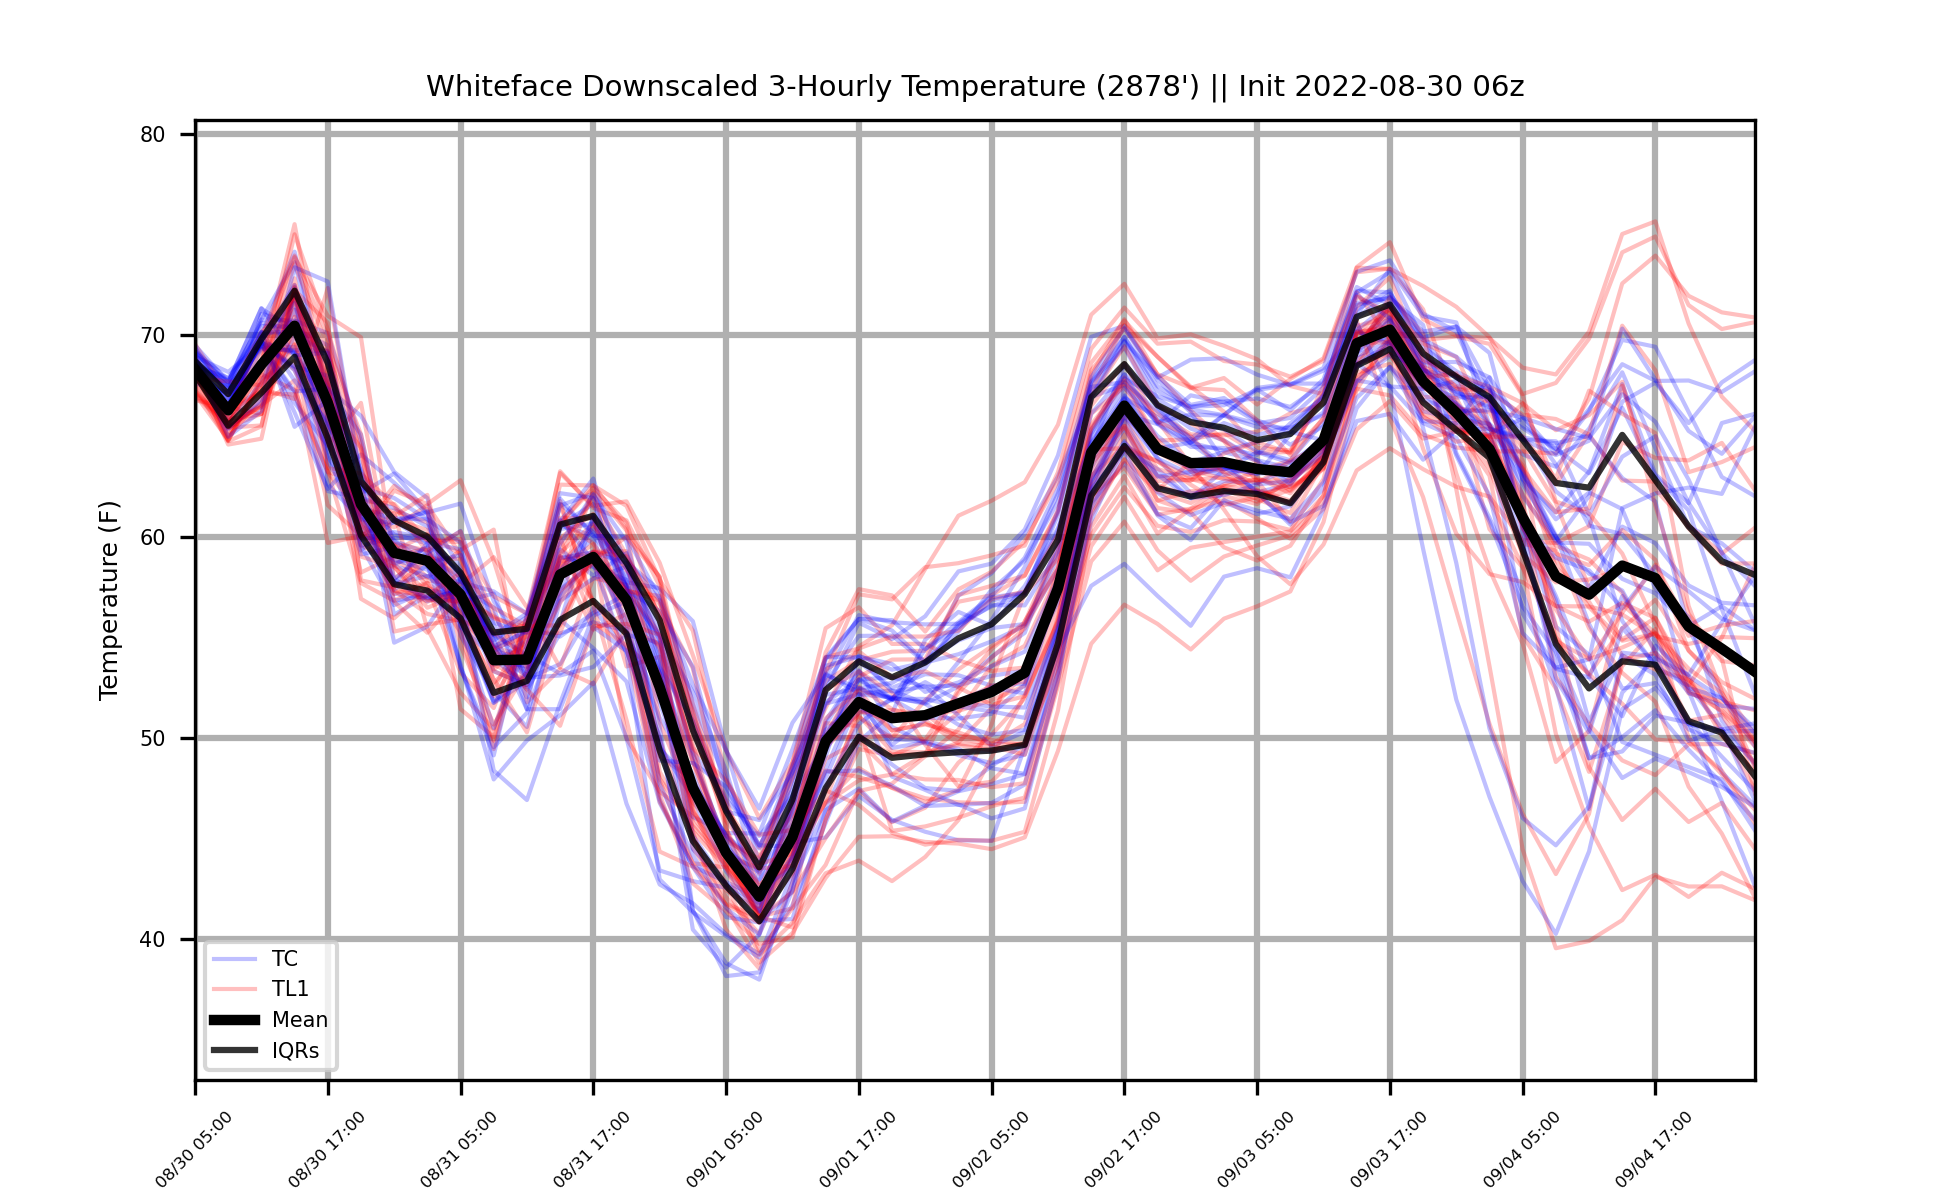 Whiteface Downscaled 3-Hourly Temperature (2878') || Init 2022-08-30 06z
Temperature (F)
80
70
60
50
40
TC
TL1
Mean
IQRs
08/30 05:00
08/30 17:00
08/31 05:00
08/31 17:00
09/01 05:00
09/01 17:00
09/02 05:00
09/02 17:00
09/03 05:00
09/03 17:00
09/04 05:00
09/04 17:00